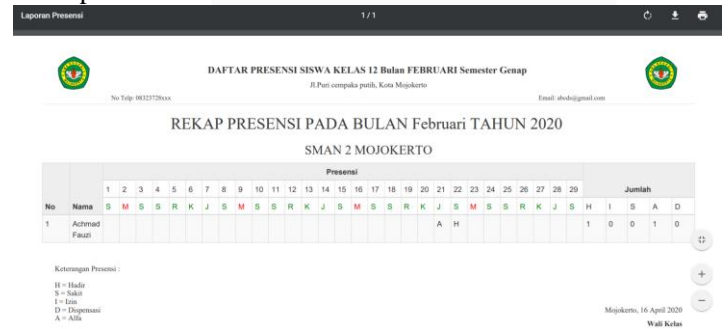 Laporan Presensi 1 / 1
DAFTAR PRESENSI SISWA KELAS 12 Bulan FEBRUARI Semester Genap
Jl.Puri cempaka putih, Kota Mojokerto
No Telp: 08323728xxx Email: abcde@gmail.com
REKAP PRESENSI PADA BULAN Februari TAHUN 2020
SMAN 2 MOJOKERTO
Presensi
1 2 3 4 5 6 7 8 9 10 11 12 13 14 15 16 17 18 19 20 21 22 23 24 25 26 27 28 29 Jumlah
No Nama S M S S R K J S M S S R K J S M S S R K J S M S S R K J S H I S A D
1 Achmad Fauzi A H 1 0 0 1 0
Keterangan Presensi :
H = Hadir
S = Sakit
I = Izin
D = Dispensasi
A = Alfa
Mojokerto, 16 April 2020
Wali Kelas